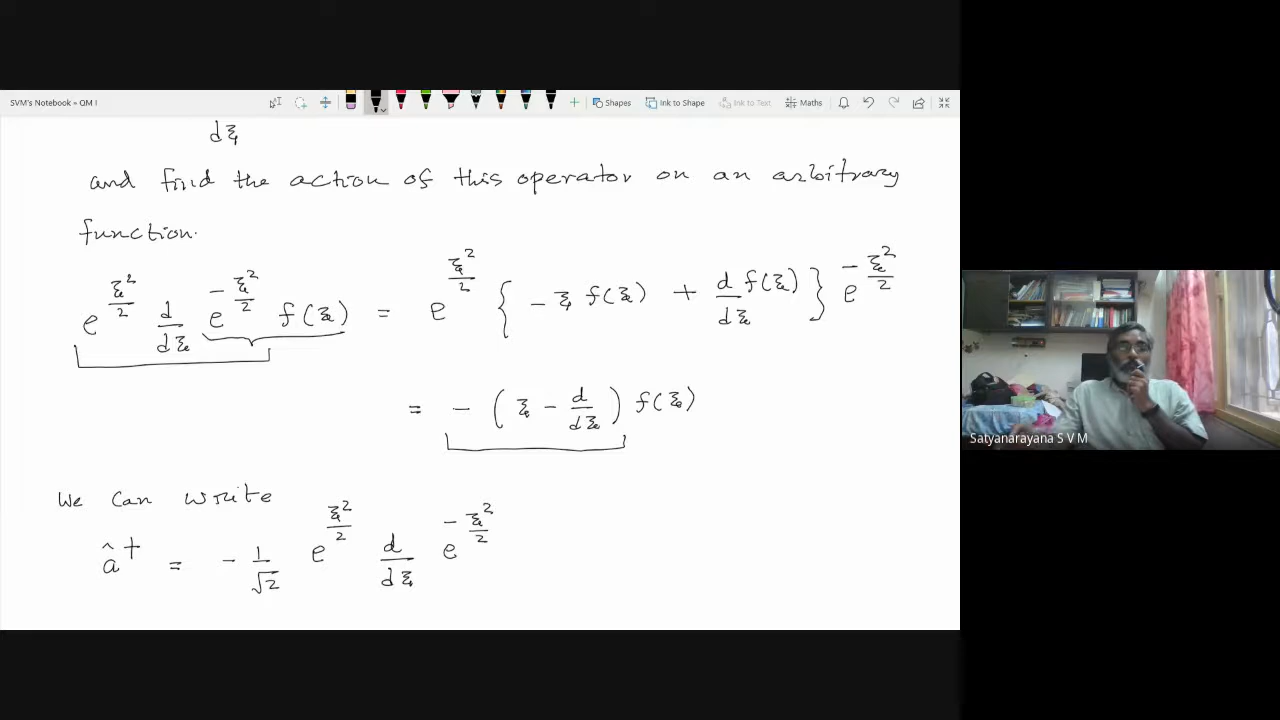 SVM's Notebook » QM I
Shapes Ink to Shape Ink to Text Maths
dξ
and find the action of this operator on an arbitrary
function.
e^{ξ²/2} d/dξ e^{-ξ²/2} f(ξ) = e^{ξ²/2} { - ξ f(ξ) + d f(ξ)/dξ } e^{-ξ²/2}
= - ( ξ - d/dξ ) f(ξ)
We can write
â† = - 1/√2 e^{ξ²/2} d/dξ e^{-ξ²/2}
Satyanarayana S V M